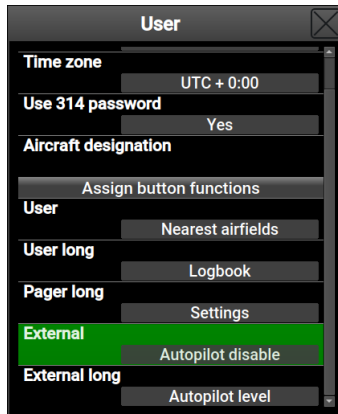 User
Time zone
UTC + 0:00
Use 314 password
Yes
Aircraft designation
Assign button functions
User
Nearest airfields
User long
Logbook
Pager long
Settings
External
Autopilot disable
External long
Autopilot level